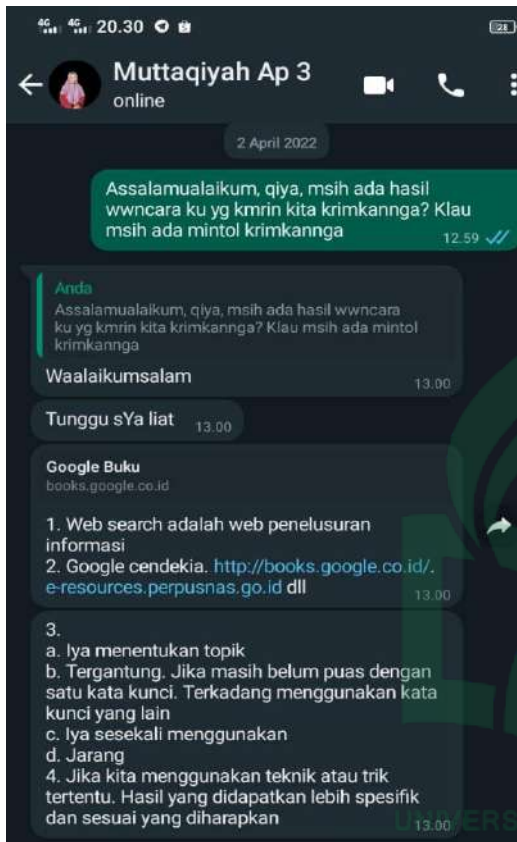 4G 4G 20.30 28
Muttaqiyah Ap 3
online
2 April 2022
Assalamualaikum, qiya, msih ada hasil
wwncara ku yg kmrin kita krimkannga? Klau
msih ada mintol krimkannga
12.59
Anda
Assalamualaikum, qiya, msih ada hasil wwncara
ku yg kmrin kita krimkannga? Klau msih ada mintol
krimkannga
Waalaikumsalam
13.00
Tunggu sYa liat 13.00
Google Buku
books.google.co.id
1. Web search adalah web penelusuran
informasi
2. Google cendekia. http://books.google.co.id/.
e-resources.perpusnas.go.id dll
13.00
3.
a. Iya menentukan topik
b. Tergantung. Jika masih belum puas dengan
satu kata kunci. Terkadang menggunakan kata
kunci yang lain
c. Iya sesekali menggunakan
d. Jarang
4. Jika kita menggunakan teknik atau trik
tertentu. Hasil yang didapatkan lebih spesifik
dan sesuai yang diharapkan
13.00
UNIVERS